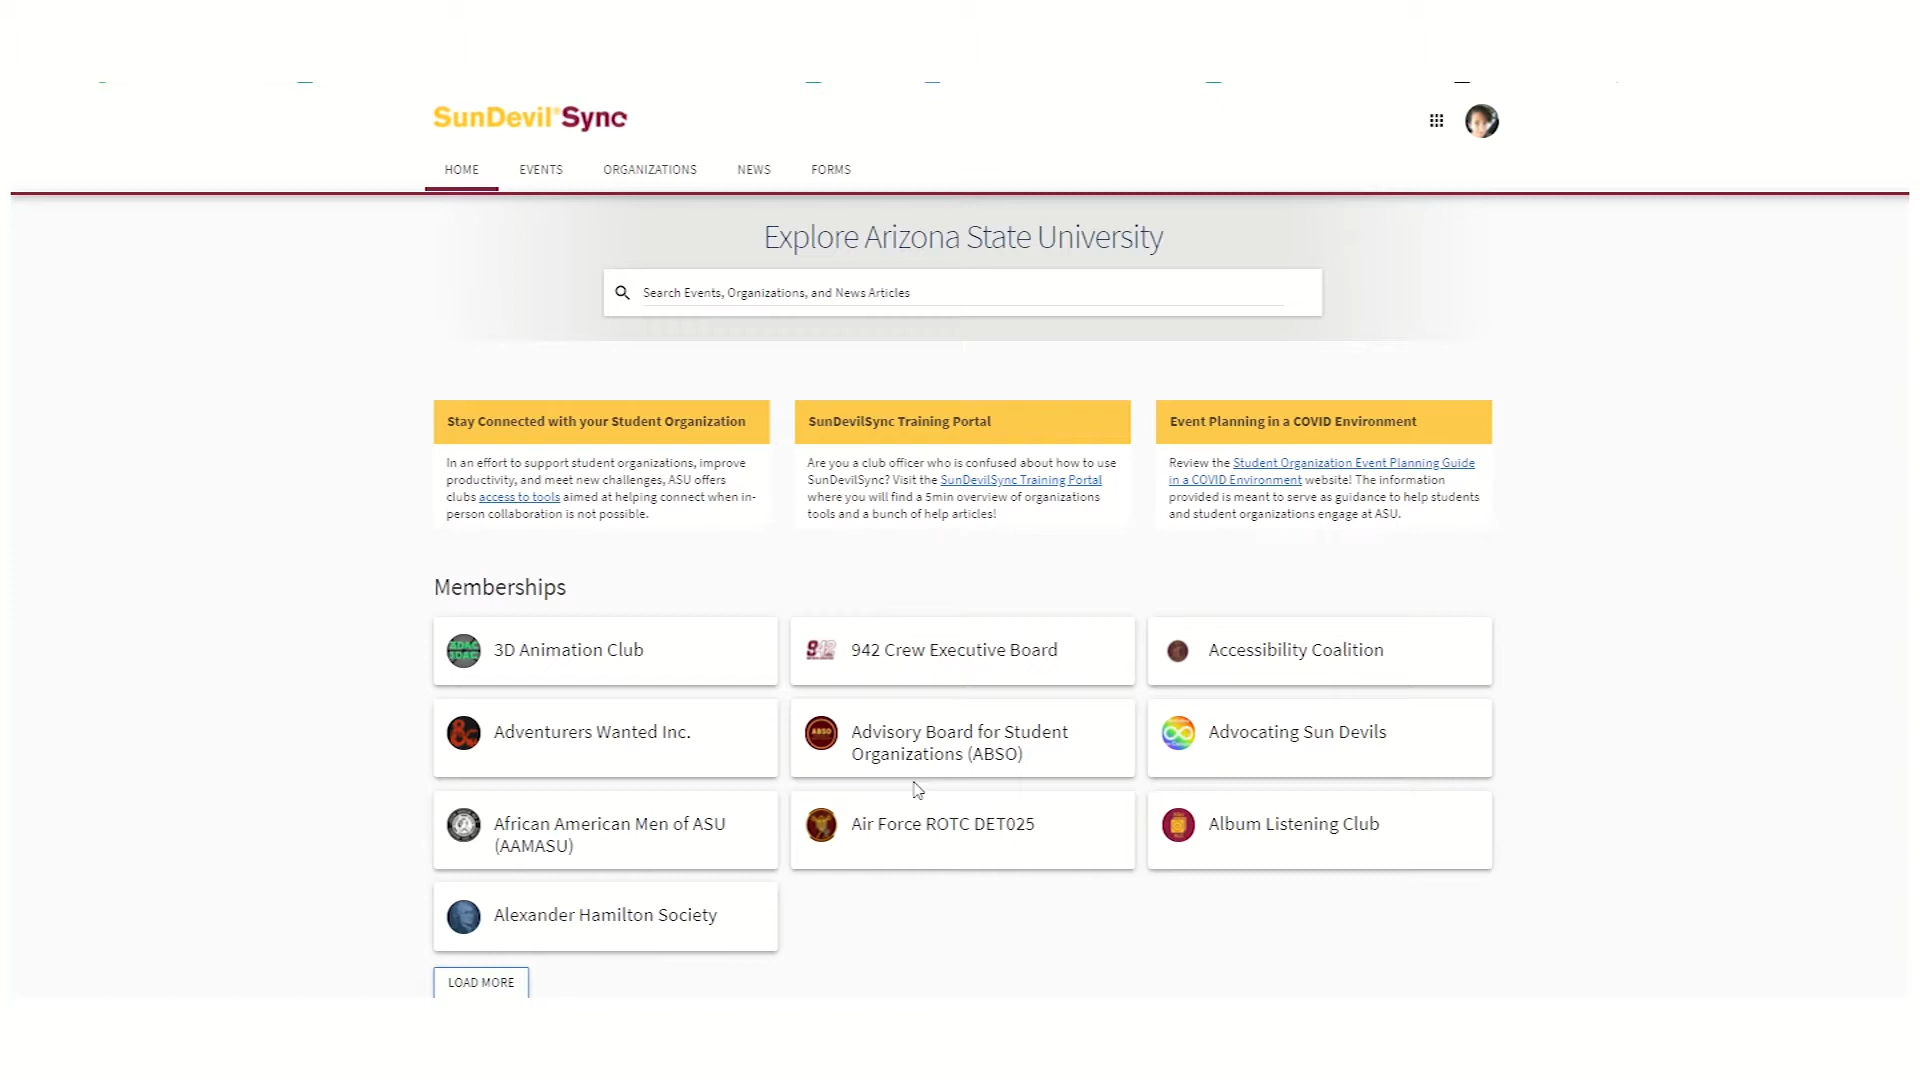 SunDevil® Sync
HOME EVENTS ORGANIZATIONS NEWS FORMS
Explore Arizona State University
Search Events, Organizations, and News Articles
Stay Connected with your Student Organization
In an effort to support student organizations, improve
productivity, and meet new challenges, ASU offers
clubs access to tools aimed at helping connect when in-
person collaboration is not possible.
SunDevilSync Training Portal
Are you a club officer who is confused about how to use
SunDevilSync? Visit the SunDevilSync Training Portal
where you will find a 5min overview of organizations
tools and a bunch of help articles!
Event Planning in a COVID Environment
Review the Student Organization Event Planning Guide
in a COVID Environment website! The information
provided is meant to serve as guidance to help students
and student organizations engage at ASU.
Memberships
3D Animation Club
942
942 Crew Executive Board
Accessibility Coalition
Adventurers Wanted Inc.
ABSO
Advisory Board for Student
Organizations (ABSO)
Advocating Sun Devils
African American Men of ASU
(AAMASU)
Air Force ROTC DET025
Album Listening Club
Alexander Hamilton Society
LOAD MORE